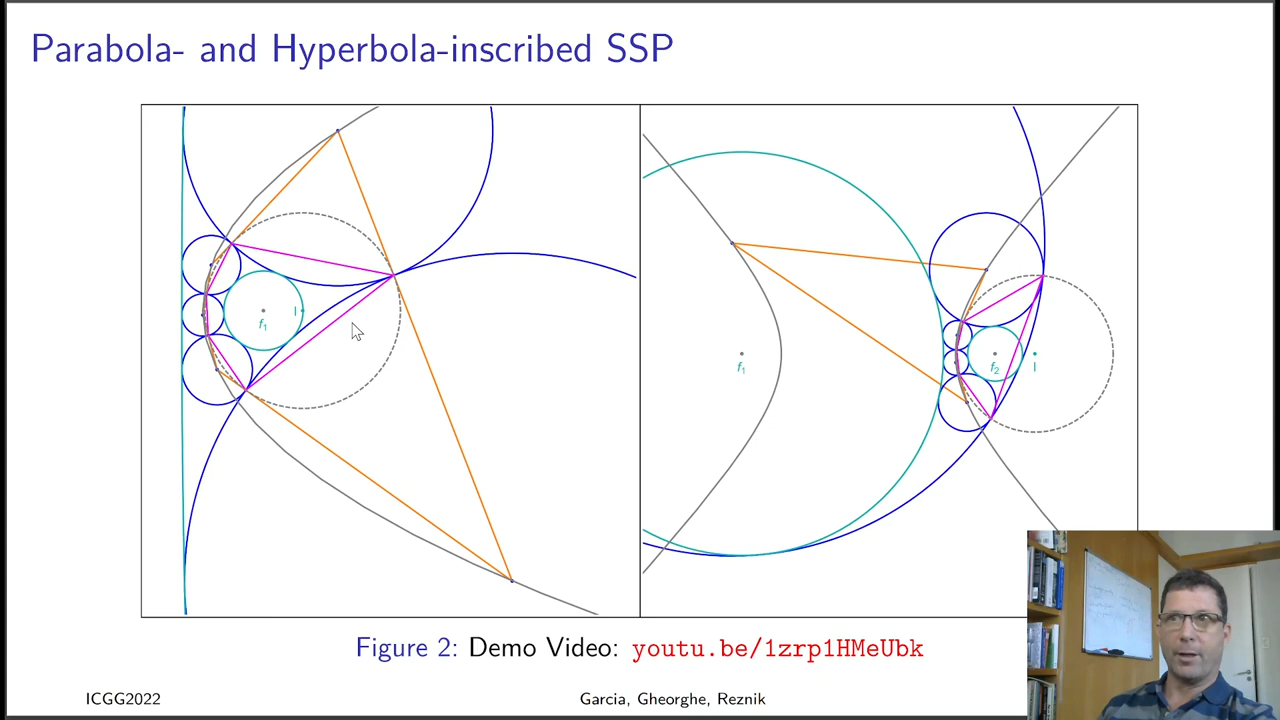 Parabola- and Hyperbola-inscribed SSP
f1
I
f1
f2
I
Figure 2: Demo Video: youtu.be/1zrp1HMeUbk
ICGG2022
Garcia, Gheorghe, Reznik